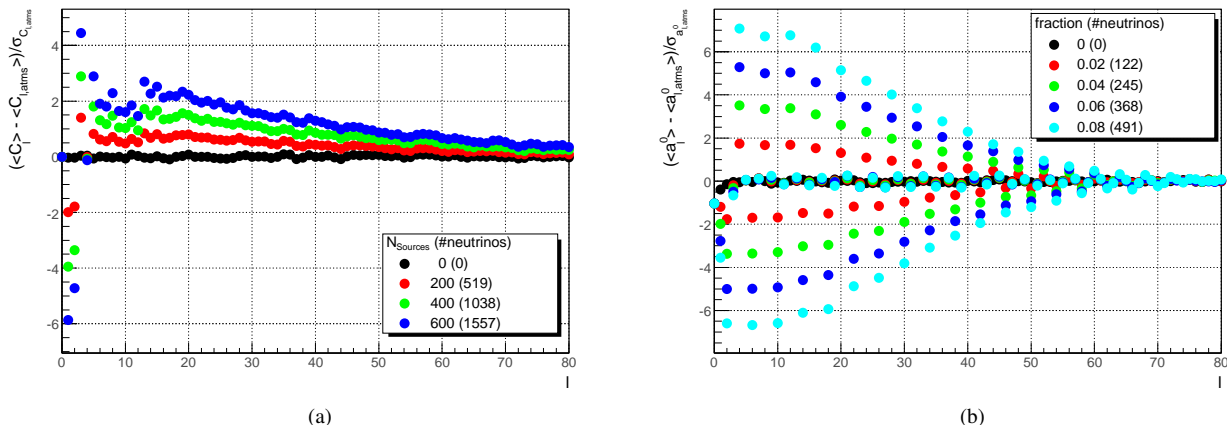 (<C_l> - <C_l,atms>)/σ_C_l,atms
4
2
0
-2
-4
-6
0 10 20 30 40 50 60 70 80
l
N_Sources (#neutrinos)
0 (0)
200 (519)
400 (1038)
600 (1557)
(a)
(<a_l^0> - <a_l,atms^0>)/σ_a_l,atms^0
6
4
2
0
-2
-4
-6
0 10 20 30 40 50 60 70 80
l
fraction (#neutrinos)
0 (0)
0.02 (122)
0.04 (245)
0.06 (368)
0.08 (491)
(b)